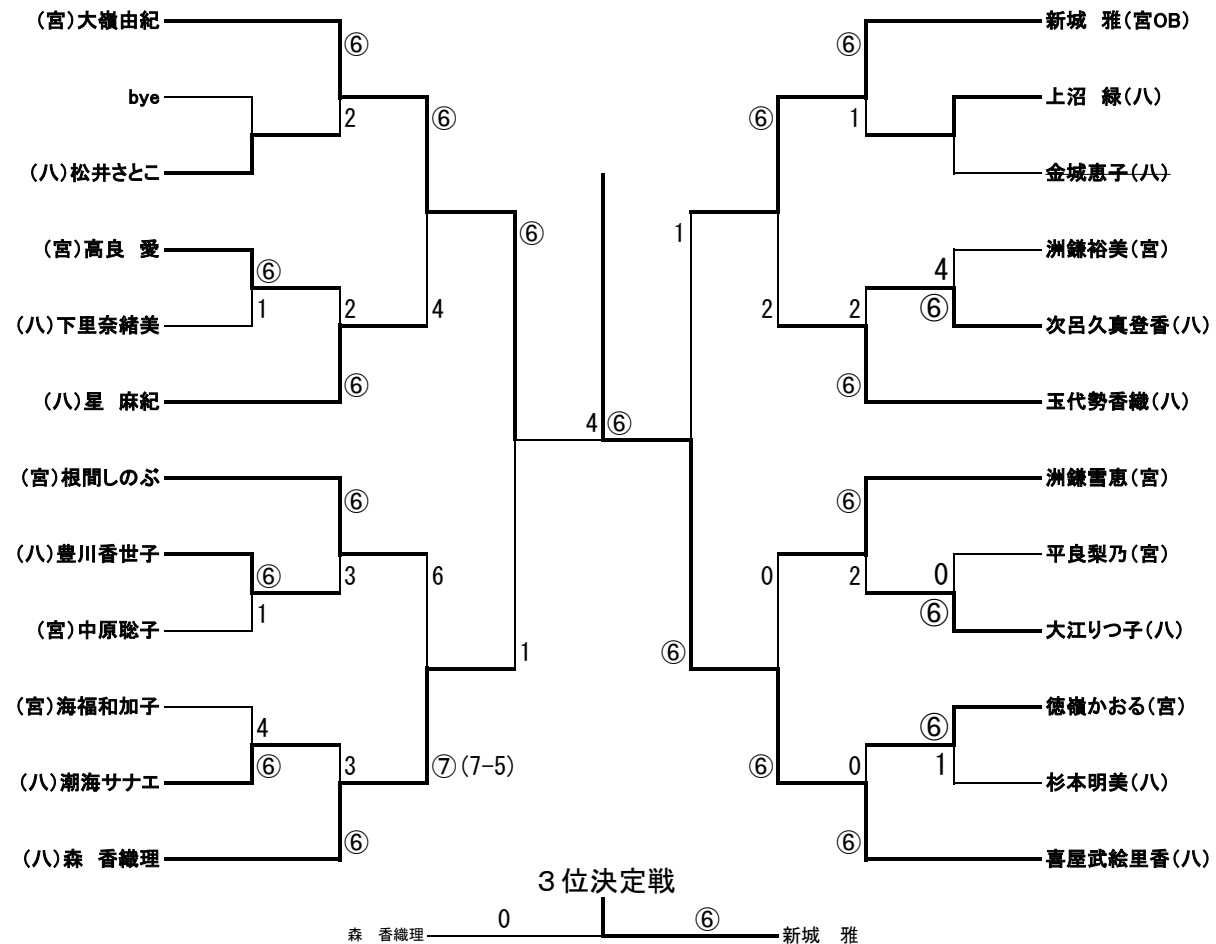 (宮)大嶺由紀
bye
(八)松井さとこ
(宮)高良 愛
(八)下里奈緒美
(八)星 麻紀
(宮)根間しのぶ
(八)豊川香世子
(宮)中原聡子
(宮)海福和加子
(八)潮海サナエ
(八)森 香織理
⑥
2
⑥
1
2
⑥
⑥
1
3
⑥
4
⑥
3
⑥
⑥
4
6
⑦(7-5)
⑥
1
4
⑥
1
⑥
⑥
2
0
⑥
⑥
1
2
⑥
⑥
2
0
⑥
4
⑥
0
⑥
⑥
1
新城 雅(宮OB)
上沼 緑(八)
金城恵子(八)
洲鎌裕美(宮)
次呂久真登香(八)
玉代勢香織(八)
洲鎌雪恵(宮)
平良梨乃(宮)
大江りつ子(八)
徳嶺かおる(宮)
杉本明美(八)
喜屋武絵里香(八)
3位決定戦
森 香織理
0
⑥
新城 雅